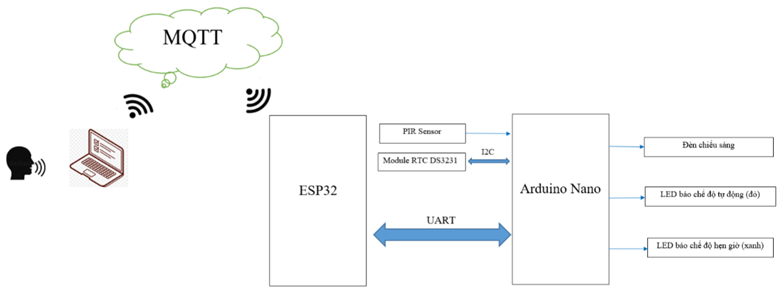 MQTT
ESP32
PIR Sensor
Module RTC DS3231
I2C
UART
Arduino Nano
Đèn chiếu sáng
LED báo chế độ tự động (đỏ)
LED báo chế độ hẹn giờ (xanh)